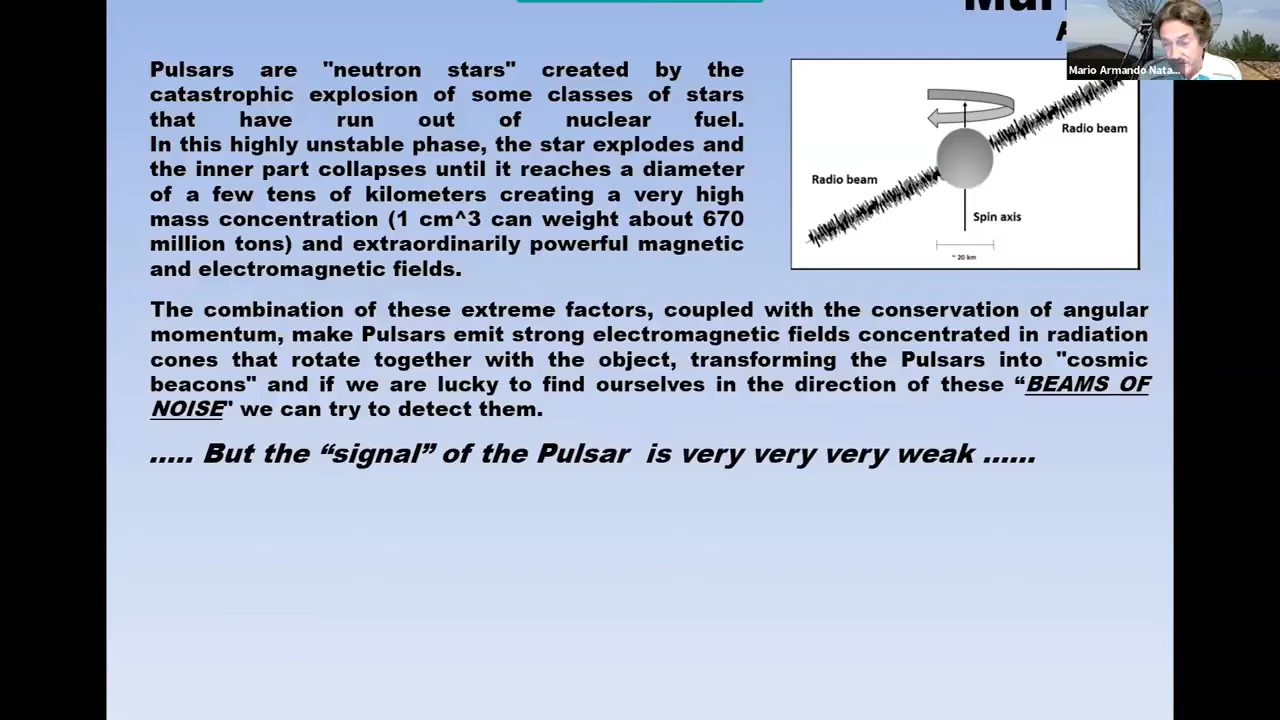 Mario Armando Nata...
Pulsars are "neutron stars" created by the
catastrophic explosion of some classes of stars
that have run out of nuclear fuel.
In this highly unstable phase, the star explodes and
the inner part collapses until it reaches a diameter
of a few tens of kilometers creating a very high
mass concentration (1 cm^3 can weight about 670
million tons) and extraordinarily powerful magnetic
and electromagnetic fields.
Radio beam
Radio beam
Spin axis
~ 20 km
The combination of these extreme factors, coupled with the conservation of angular
momentum, make Pulsars emit strong electromagnetic fields concentrated in radiation
cones that rotate together with the object, transforming the Pulsars into "cosmic
beacons" and if we are lucky to find ourselves in the direction of these “BEAMS OF
NOISE" we can try to detect them.
..... But the “signal” of the Pulsar is very very very weak ......